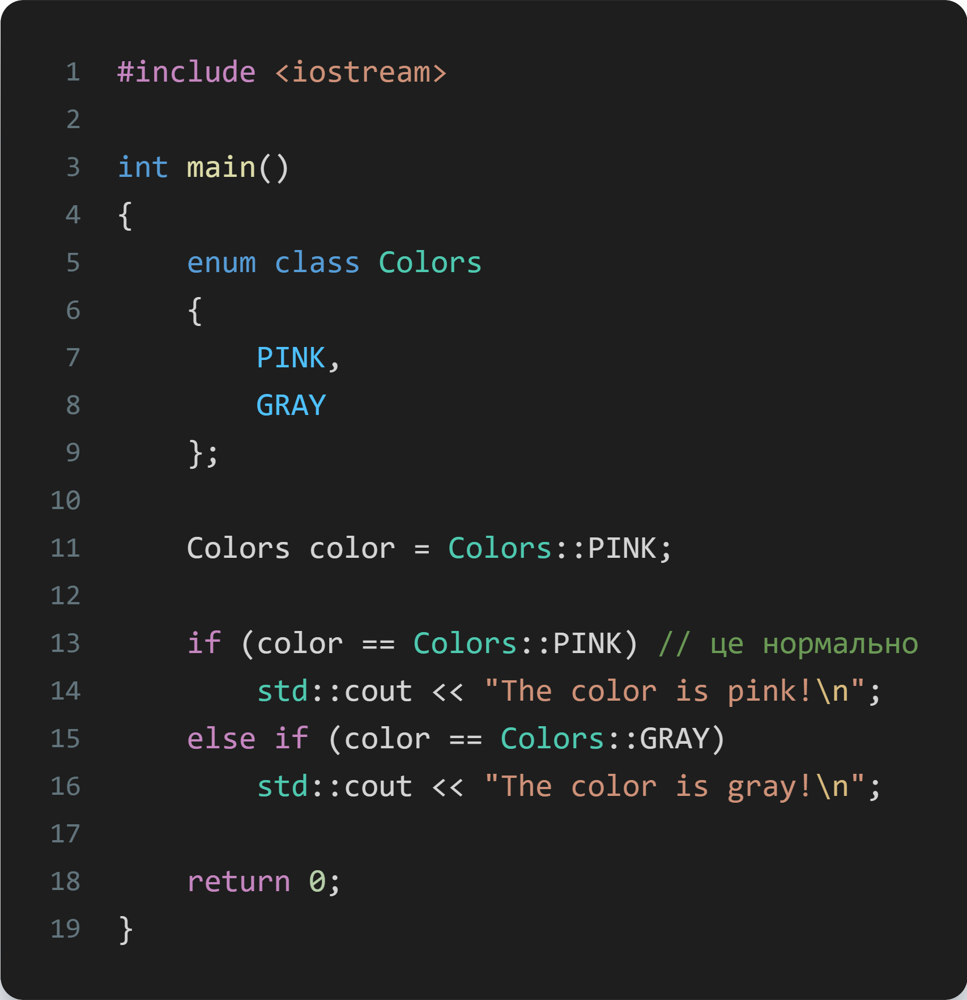 1 #include <iostream>
2
3 int main()
4 {
5     enum class Colors
6     {
7         PINK,
8         GRAY
9     };
10
11     Colors color = Colors::PINK;
12
13     if (color == Colors::PINK) // це нормально
14         std::cout << "The color is pink!\n";
15     else if (color == Colors::GRAY)
16         std::cout << "The color is gray!\n";
17
18     return 0;
19 }